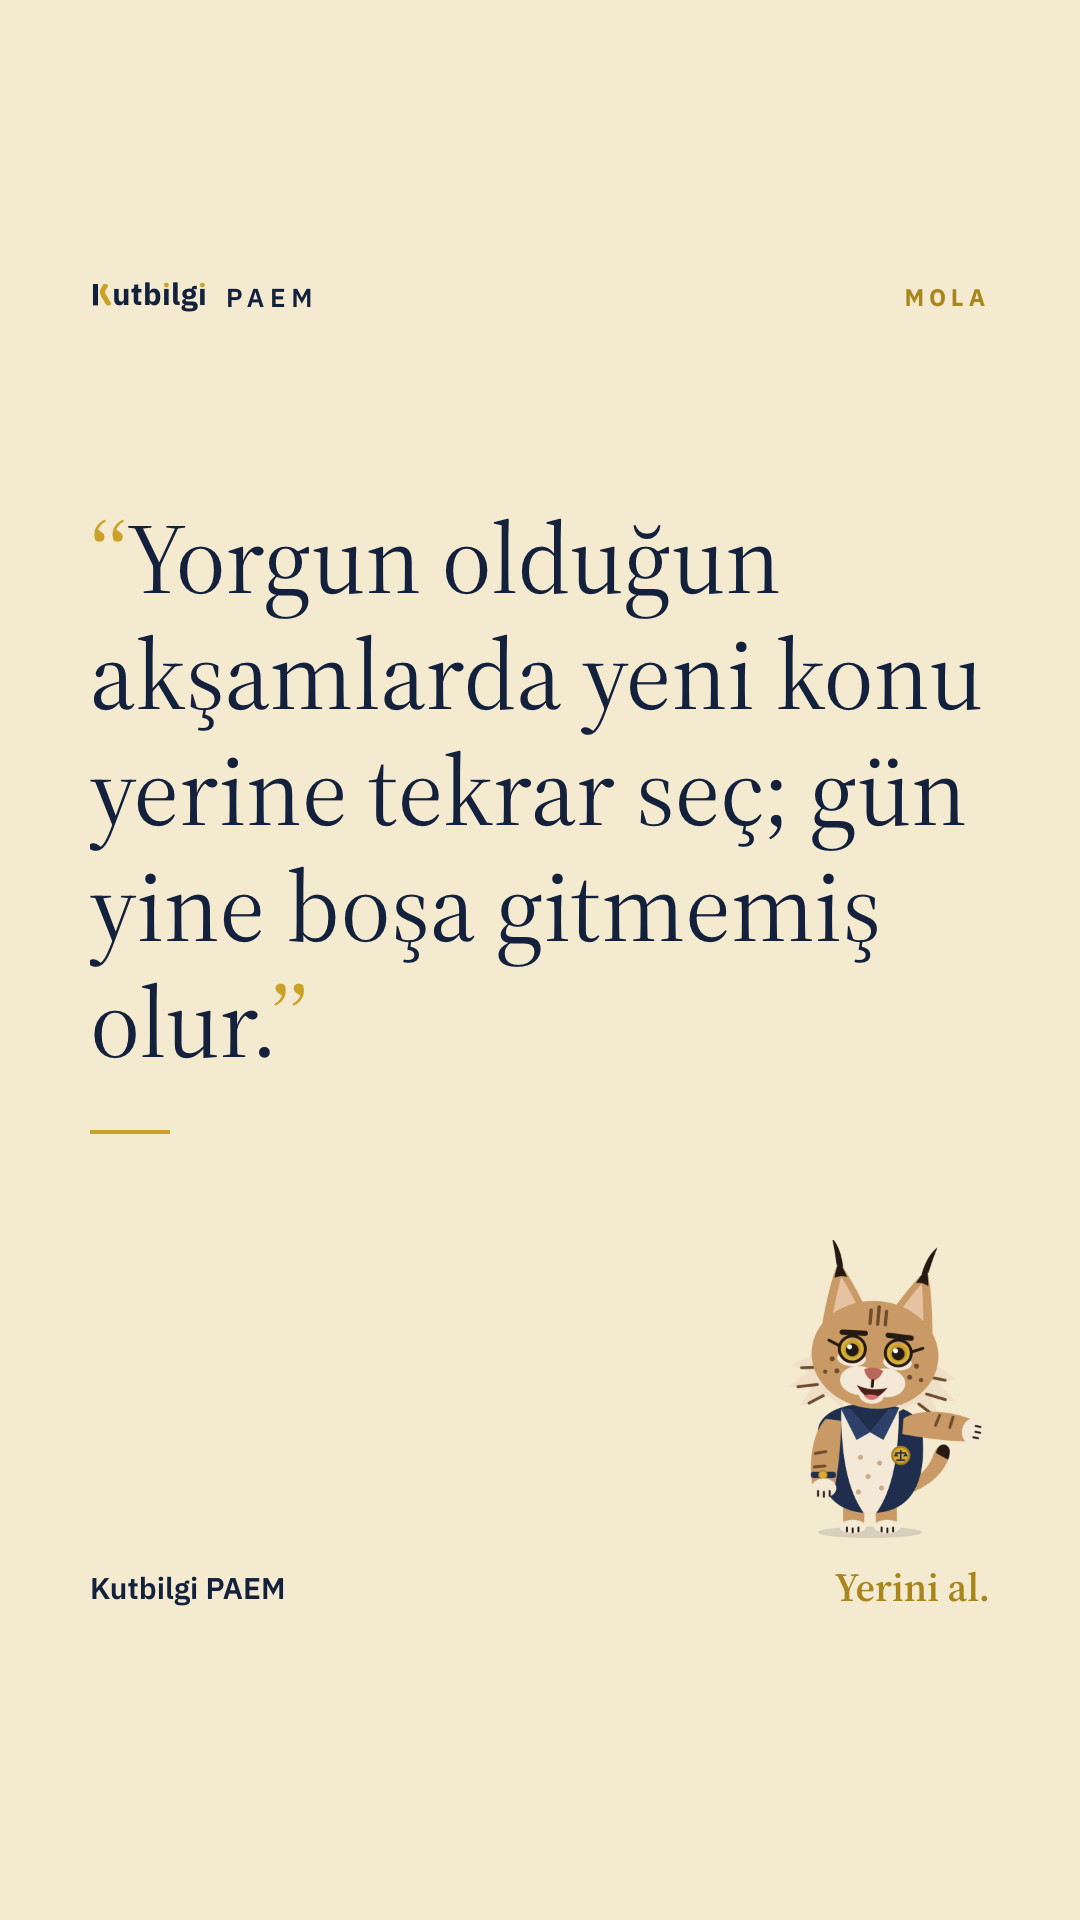 Kutbilgi PAEM
MOLA
“Yorgun olduğun
akşamlarda yeni konu
yerine tekrar seç; gün
yine boşa gitmemiş
olur.”
Kutbilgi PAEM
Yerini al.